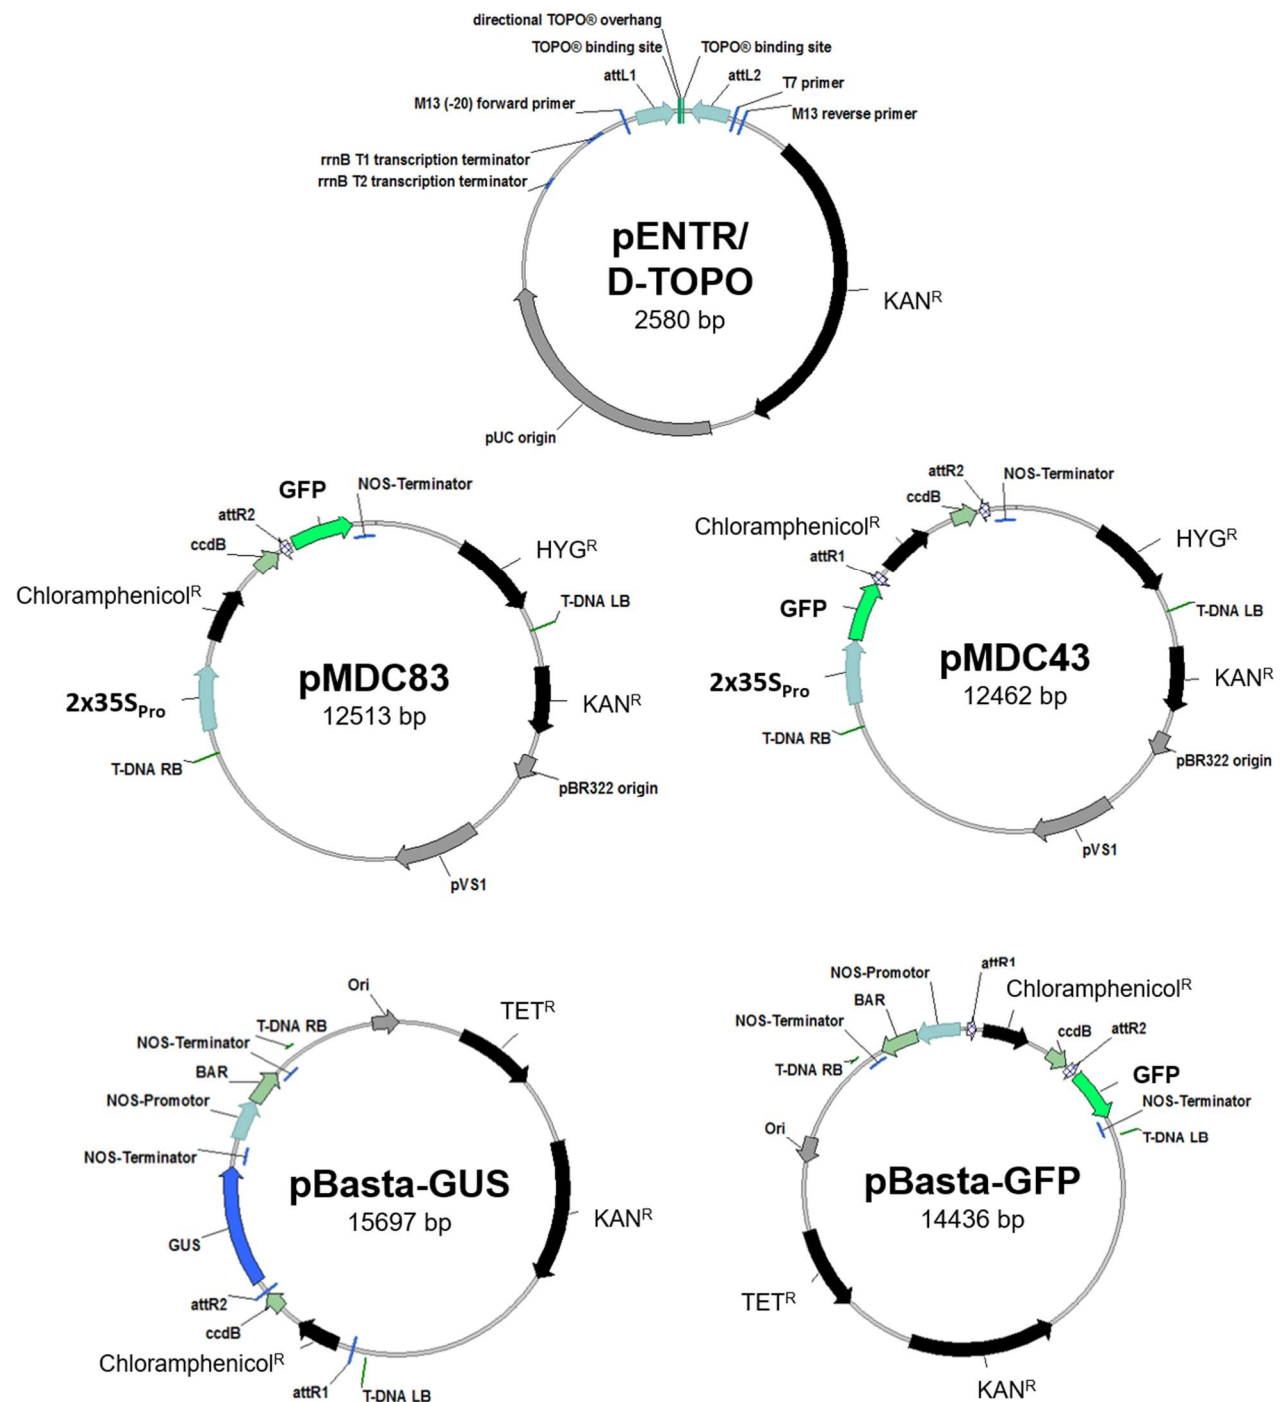 directional TOPO® overhang
TOPO® binding site
TOPO® binding site
attL1
attL2
T7 primer
M13 (-20) forward primer
M13 reverse primer
rrnB T1 transcription terminator
rrnB T2 transcription terminator
pENTR/
D-TOPO
2580 bp
KANR
pUC origin
GFP
NOS-Terminator
attR2
ccdB
HYGR
ChloramphenicolR
T-DNA LB
pMDC83
12513 bp
2x35SPro
KANR
T-DNA RB
pBR322 origin
pVS1
attR2
NOS-Terminator
ccdB
ChloramphenicolR
HYGR
attR1
GFP
T-DNA LB
pMDC43
12462 bp
2x35SPro
KANR
T-DNA RB
pBR322 origin
pVS1
Ori
TETR
T-DNA RB
NOS-Terminator
BAR
NOS-Promotor
NOS-Terminator
pBasta-GUS
15697 bp
KANR
GUS
attR2
ccdB
ChloramphenicolR
attR1
T-DNA LB
attR1
NOS-Promotor
ChloramphenicolR
BAR
NOS-Terminator
ccdB
attR2
T-DNA RB
GFP
NOS-Terminator
Ori
T-DNA LB
pBasta-GFP
14436 bp
TETR
KANR